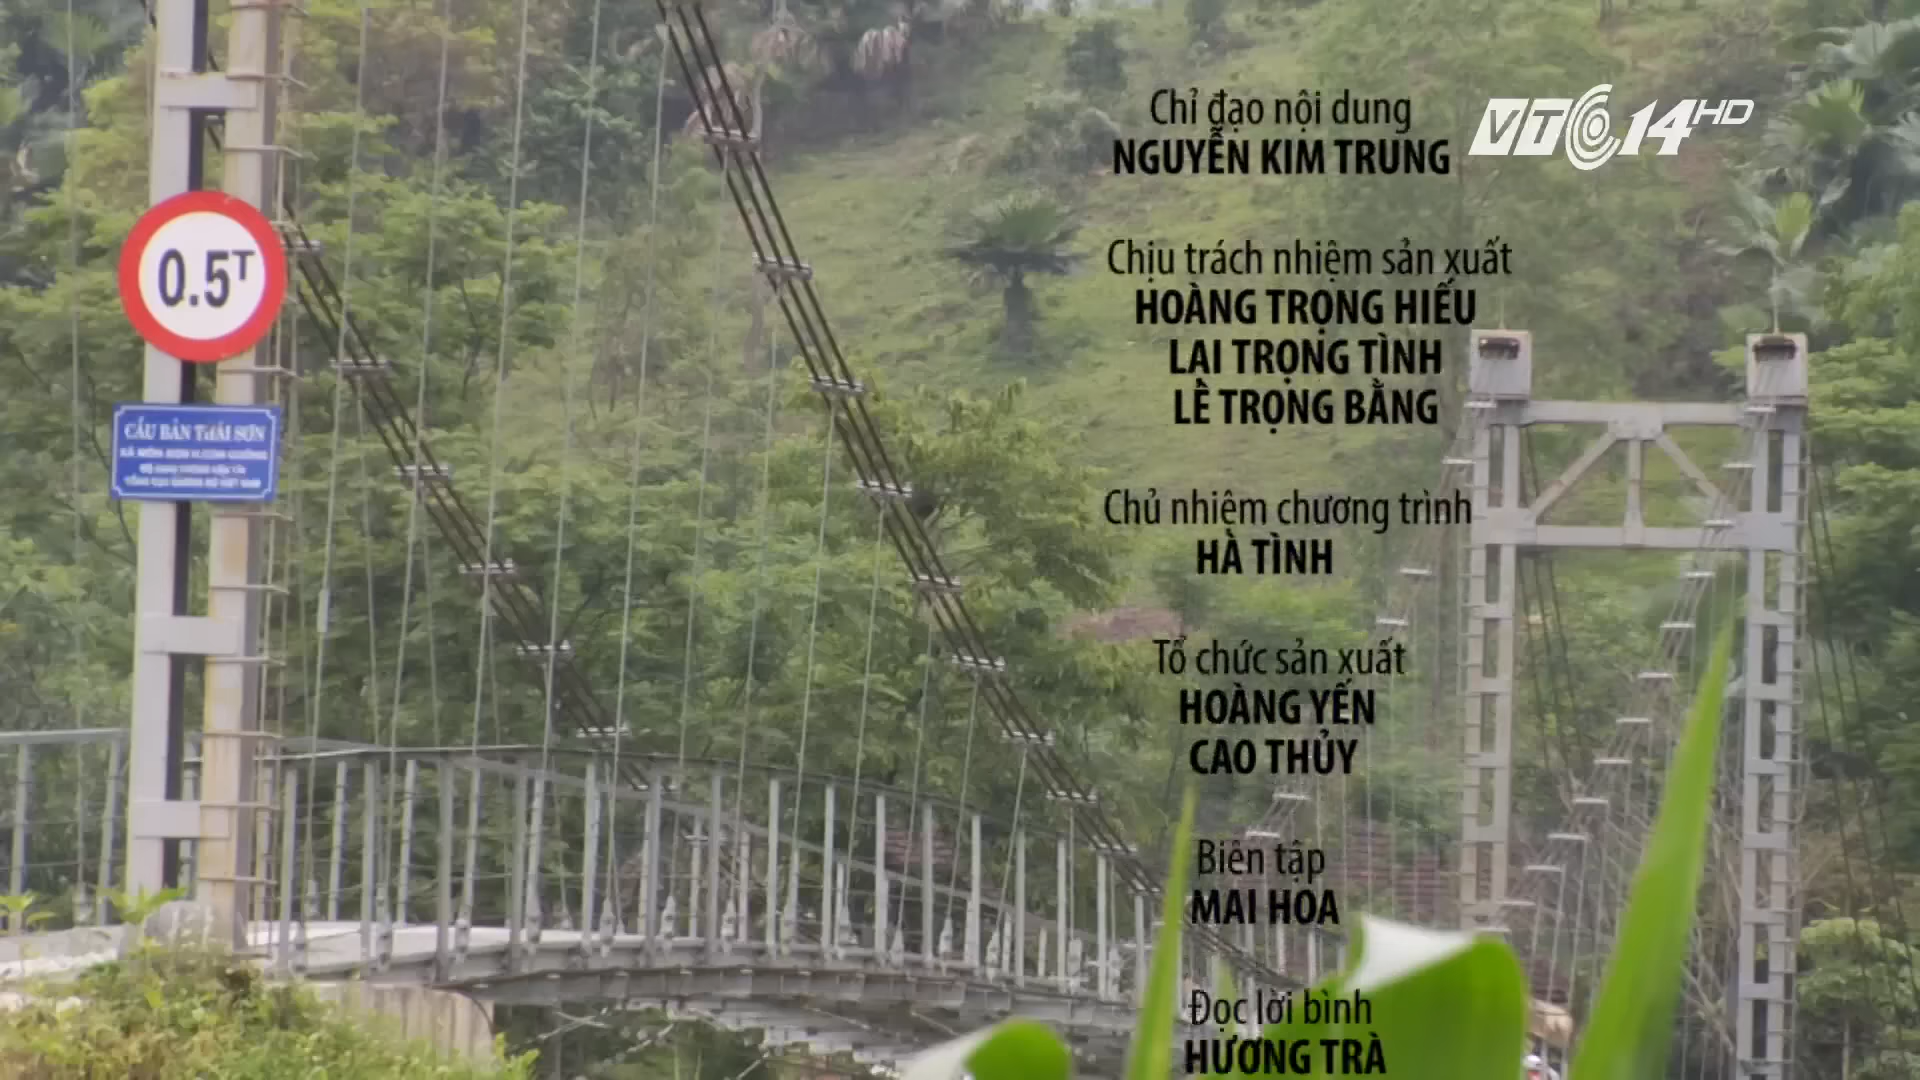 Chỉ đạo nội dung
NGUYỄN KIM TRUNG
VTC14HD
Chịu trách nhiệm sản xuất
HOÀNG TRỌNG HIẾU
LẠI TRỌNG TÌNH
LÊ TRỌNG BẰNG
Chủ nhiệm chương trình
HÀ TÌNH
Tổ chức sản xuất
HOÀNG YẾN
CAO THỦY
Biên tập
MAI HOA
Đọc lời bình
HƯƠNG TRÀ
0.5T
CẦU BẢN THÁI SƠN